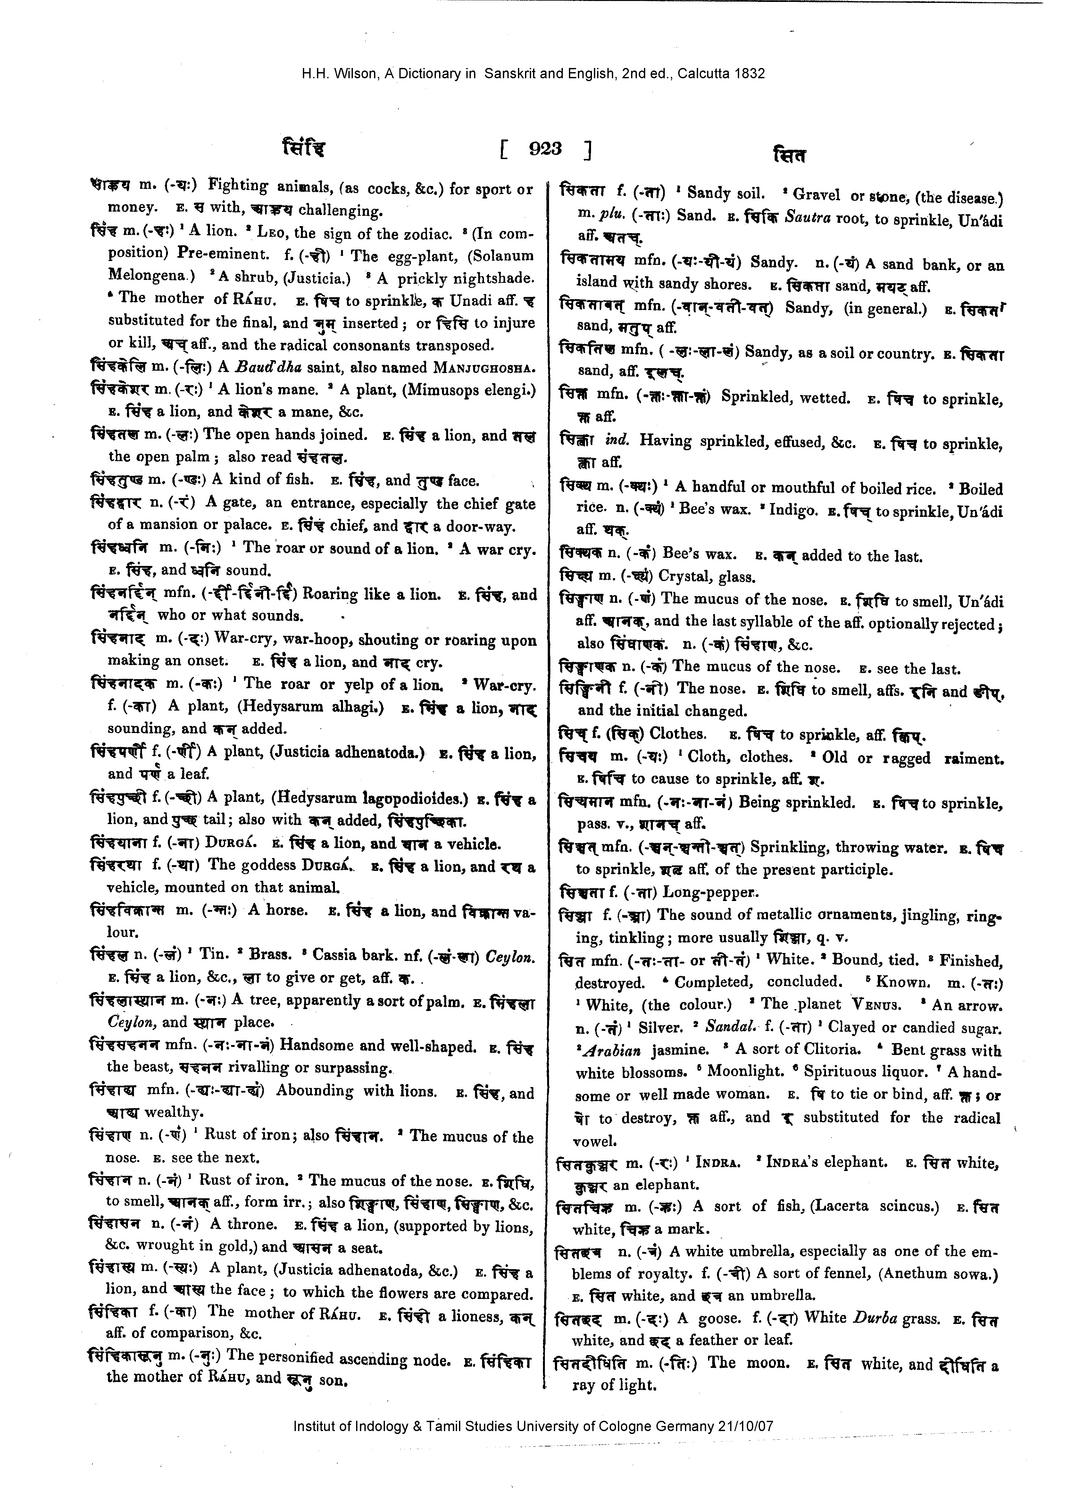 H.H. Wilson, A Dictionary in Sanskrit and English, 2nd ed., Calcutta 1832
सिंहि [ 923 ] सित
साह्वय m. (-यः) Fighting animals, (as cocks, &c.) for sport or
money. E. स with, आह्वय challenging.
सिंह m. (-हः) ¹ A lion. ² LEO, the sign of the zodiac. ³ (In com-
position) Pre-eminent. f. (-ही) ¹ The egg-plant, (Solanum
Melongena.) ² A shrub, (Justicia.) ³ A prickly nightshade.
⁴ The mother of RÁHU. E. षिच to sprinkle, क Unadi aff. ह
substituted for the final, and नुम् inserted; or हिसि to injure
or kill, अच् aff., and the radical consonants transposed.
सिंहकेलि m. (-लिः) A Baud'dha saint, also named MANJUGHOSHA.
सिंहकेशर m. (-रः) ¹ A lion's mane. ² A plant, (Mimusops elengi.)
E. सिंह a lion, and केशर a mane, &c.
सिंहतल m. (-लः) The open hands joined. E. सिंह a lion, and तल
the open palm; also read संहतल.
सिंहतुण्ड m. (-ण्डः) A kind of fish. E. सिंह, and तुण्ड face.
सिंहद्वार n. (-रं) A gate, an entrance, especially the chief gate
of a mansion or palace. E. सिंह chief, and द्वार a door-way.
सिंहध्वनि m. (-निः) ¹ The roar or sound of a lion. ² A war cry.
E. सिंह, and ध्वनि sound.
सिंहनर्दिन् mfn. (-र्दी-र्दिनी-र्दि) Roaring like a lion. E. सिंह, and
नर्दिन् who or what sounds.
सिंहनाद m. (-दः) War-cry, war-hoop, shouting or roaring upon
making an onset. E. सिंह a lion, and नाद cry.
सिंहनादक m. (-कः) ¹ The roar or yelp of a lion. ² War-cry.
f. (-का) A plant, (Hedysarum alhagi.) E. सिंह a lion, नाद
sounding, and कन् added.
सिंहपर्णी f. (-र्णी) A plant, (Justicia adhenatoda.) E. सिंह a lion,
and पर्ण a leaf.
सिंहपुच्छी f. (-च्छी) A plant, (Hedysarum lagopodioides.) E. सिंह a
lion, and पुच्छ tail; also with कन् added, सिंहपुच्छिका.
सिंहयाना f. (-ना) DURGÁ. E. सिंह a lion, and यान a vehicle.
सिंहरथा f. (-था) The goddess DURGÁ. E. सिंह a lion, and रथ a
vehicle, mounted on that animal.
सिंहविक्रान्त m. (-न्तः) A horse. E. सिंह a lion, and विक्रान्त va-
lour.
सिंहल n. (-लं) ¹ Tin. ² Brass. ³ Cassia bark. nf. (-लं-ला) Ceylon.
E. सिंह a lion, &c., ला to give or get, aff. क.
सिंहलास्थान m. (-नः) A tree, apparently a sort of palm. E. सिंहला
Ceylon, and स्थान place.
सिंहसंहनन mfn. (-नः-ना-नं) Handsome and well-shaped. E. सिंह
the beast, संहनन rivalling or surpassing.
सिंहाढ्य mfn. (-ढ्यः-ढ्या-ढ्यं) Abounding with lions. E. सिंह, and
आढ्य wealthy.
सिंहाण n. (-णं) ¹ Rust of iron; also सिंहान. ² The mucus of the
nose. E. see the next.
सिंहान n. (-नं) ¹ Rust of iron. ² The mucus of the nose. E. शिघि,
to smell, आनक् aff., form irr.; also शिङ्घाण, सिंहाण, सिङ्घाण, &c.
सिंहासन n. (-नं) A throne. E. सिंह a lion, (supported by lions,
&c. wrought in gold,) and आसन a seat.
सिंहास्य m. (-स्यः) A plant, (Justicia adhenatoda, &c.) E. सिंह a
lion, and आस्य the face; to which the flowers are compared.
सिंहिका f. (-का) The mother of RÁHU. E. सिंही a lioness, कन्
aff. of comparison, &c.
सिंहिकासूनु m. (-नुः) The personified ascending node. E. सिंहिका
the mother of RÁHU, and सूनु son.
सिकता f. (-ता) ¹ Sandy soil. ² Gravel or stone, (the disease.)
m. plu. (-ताः) Sand. E. सिकि Sautra root, to sprinkle, Un'ádi
aff. अतच्.
सिकतामय mfn. (-यः-यी-यं) Sandy. n. (-यं) A sand bank, or an
island with sandy shores. E. सिकता sand, मयट् aff.
सिकतावत् mfn. (-वान्-वती-वत्) Sandy, (in general.) E. सिकता
sand, मतुप् aff.
सिकतिल mfn. (-लः-ला-लं) Sandy, as a soil or country. E. सिकता
sand, aff. इलच्.
सिक्त mfn. (-क्तः-क्ता-क्तं) Sprinkled, wetted. E. षिच to sprinkle,
क्त aff.
सिक्त्वा ind. Having sprinkled, effused, &c. E. षिच to sprinkle,
क्त्वा aff.
सिक्थ m. (-क्थः) ¹ A handful or mouthful of boiled rice. ² Boiled
rice. n. (-क्थं) ¹ Bee's wax. ² Indigo. E. षिच् to sprinkle, Un'ádi
aff. थक्.
सिक्थक n. (-कं) Bee's wax. E. कन् added to the last.
सिक्ष्य m. (-क्ष्यं) Crystal, glass.
सिङ्घाण n. (-णं) The mucus of the nose. E. शिघि to smell, Un'ádi
aff. आनक्, and the last syllable of the aff. optionally rejected;
also सिंघाणक. n. (-कं) सिंहाण, &c.
सिङ्घाणक n. (-कं) The mucus of the nose. E. see the last.
सिङ्घिनी f. (-नी) The nose. E. शिघि to smell, affs. इनि and ङीप्,
and the initial changed.
सिच् f. (सिक्) Clothes. E. षिच to sprinkle, aff. क्विप्.
सिचय m. (-यः) ¹ Cloth, clothes. ² Old or ragged raiment.
E. षिचि to cause to sprinkle, aff. श.
सिच्यमान mfn. (-नः-ना-नं) Being sprinkled. E. षिच to sprinkle,
pass. v., शानच् aff.
सिञ्चत् mfn. (-ञ्चन्-ञ्चन्ती-ञ्चत्) Sprinkling, throwing water. E. षिच
to sprinkle, शतृ aff. of the present participle.
सिञ्चता f. (-ता) Long-pepper.
सिञ्जा f. (-ञ्जा) The sound of metallic ornaments, jingling, ring-
ing, tinkling; more usually शिञ्जा, q. v.
सित mfn. (-तः-ता- or ती-तं) ¹ White. ² Bound, tied. ³ Finished,
destroyed. ⁴ Completed, concluded. ⁵ Known. m. (-तः)
¹ White, (the colour.) ² The planet VENUS. ³ An arrow.
n. (-तं) ¹ Silver. ² Sandal. f. (-ता) ¹ Clayed or candied sugar.
² Arabian jasmine. ³ A sort of Clitoria. ⁴ Bent grass with
white blossoms. ⁵ Moonlight. ⁶ Spirituous liquor. ⁷ A hand-
some or well made woman. E. षि to tie or bind, aff. क्त; or
षो to destroy, क्त aff., and इ substituted for the radical
vowel.
सितकुञ्जर m. (-रः) ¹ INDRA. ² INDRA's elephant. E. सित white,
कुञ्जर an elephant.
सितचिह्न m. (-ह्नः) A sort of fish, (Lacerta scincus.) E. सित
white, चिह्न a mark.
सितच्छत्र n. (-त्रं) A white umbrella, especially as one of the em-
blems of royalty. f. (-त्री) A sort of fennel, (Anethum sowa.)
E. सित white, and छत्र an umbrella.
सितच्छद m. (-दः) A goose. f. (-दा) White Durba grass. E. सित
white, and छद a feather or leaf.
सितदीधिति m. (-तिः) The moon. E. सित white, and दीधिति a
ray of light.
Institut of Indology & Tamil Studies University of Cologne Germany 21/10/07